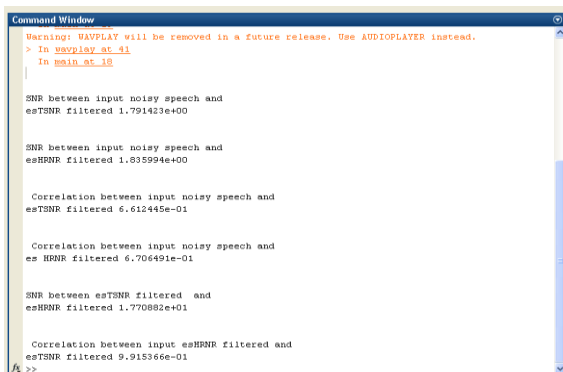 Command Window
Warning: WAVPLAY will be removed in a future release. Use AUDIOPLAYER instead.
> In wavplay at 41
In main at 18
SNR between input noisy speech and
esTSNR filtered 1.791423e+00
SNR between input noisy speech and
esHRNR filtered 1.835994e+00
Correlation between input noisy speech and
esTSNR filtered 6.612445e-01
Correlation between input noisy speech and
es HRNR filtered 6.706491e-01
SNR between esTSNR filtered and
esHRNR filtered 1.770882e+01
Correlation between input esHRNR filtered and
esTSNR filtered 9.915366e-01
fx >>